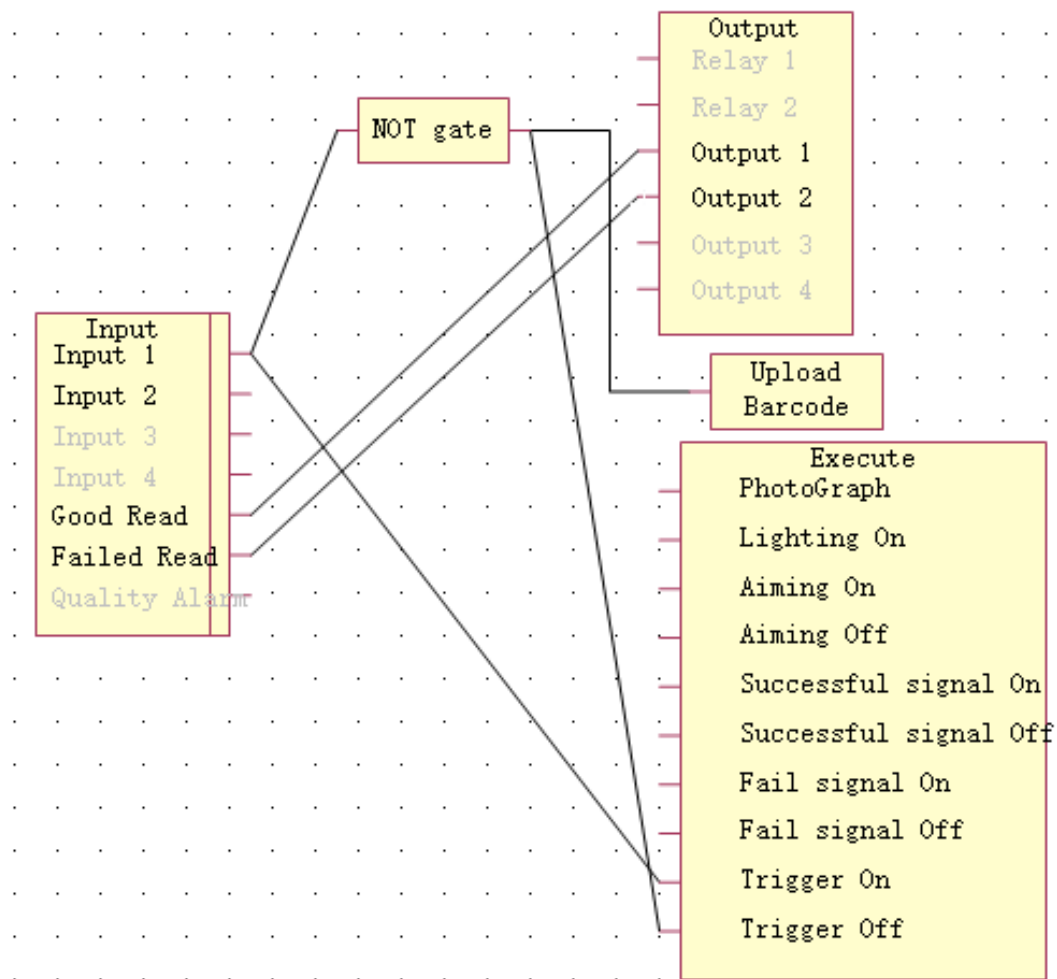 Output
Relay 1
Relay 2
Output 1
Output 2
Output 3
Output 4
NOT gate
Input
Input 1
Input 2
Input 3
Input 4
Good Read
Failed Read
Quality Alarm
Upload
Barcode
Execute
PhotoGraph
Lighting On
Aiming On
Aiming Off
Successful signal On
Successful signal Off
Fail signal On
Fail signal Off
Trigger On
Trigger Off